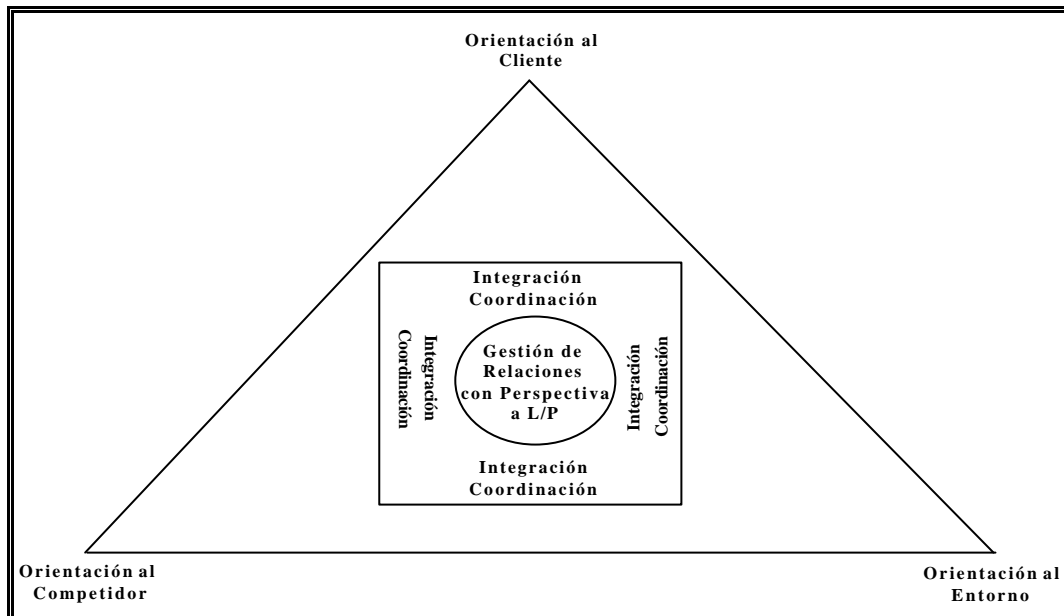 Orientación al
Cliente
Integración
Coordinación
Integración
Coordinación
Gestión de
Relaciones
con Perspectiva
a L/P
Integración
Coordinación
Integración
Coordinación
Orientación al
Competidor
Orientación al
Entorno